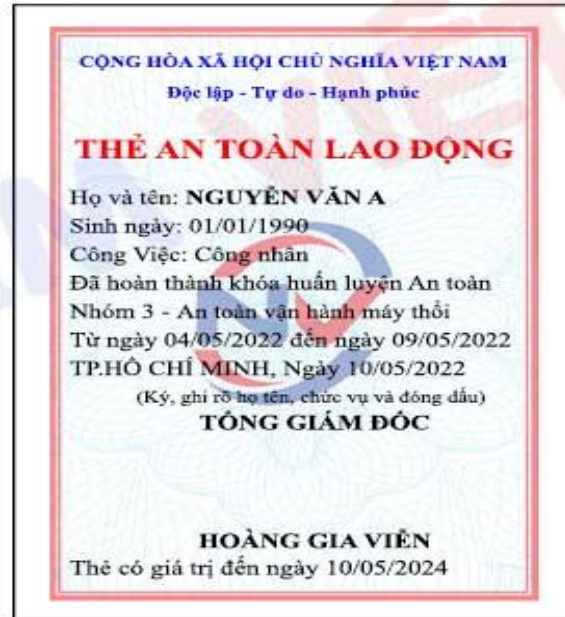 CỘNG HÒA XÃ HỘI CHỦ NGHĨA VIỆT NAM
Độc lập - Tự do - Hạnh phúc
THẺ AN TOÀN LAO ĐỘNG
Họ và tên: NGUYỄN VĂN A
Sinh ngày: 01/01/1990
Công Việc: Công nhân
Đã hoàn thành khóa huấn luyện An toàn
Nhóm 3 - An toàn vận hành máy thổi
Từ ngày 04/05/2022 đến ngày 09/05/2022
TP.HỒ CHÍ MINH, Ngày 10/05/2022
(Ký, ghi rõ họ tên, chức vụ và đóng dấu)
TỔNG GIÁM ĐỐC
HOÀNG GIA VIỄN
Thẻ có giá trị đến ngày 10/05/2024